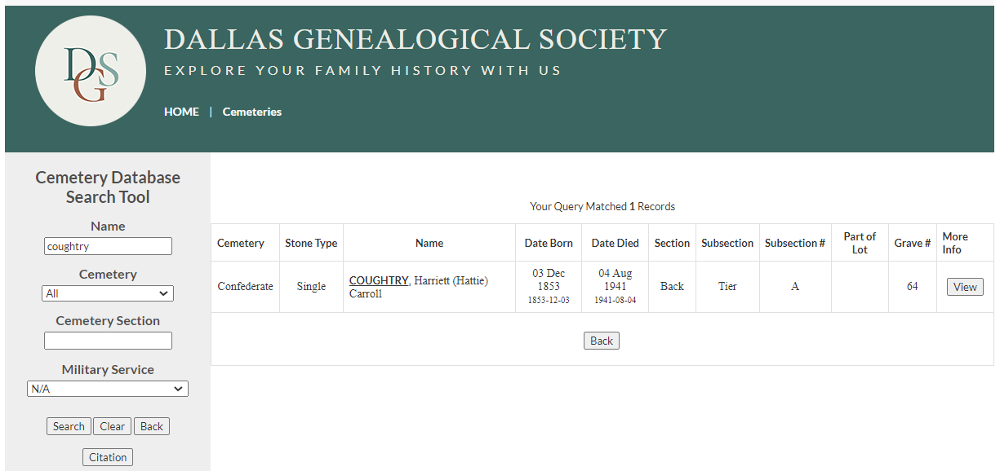 DSG
DALLAS GENEALOGICAL SOCIETY
EXPLORE YOUR FAMILY HISTORY WITH US
HOME | Cemeteries
Cemetery Database
Search Tool
Name
coughtry
Cemetery
All
Cemetery Section
Military Service
N/A
Search Clear Back
Citation
Your Query Matched 1 Records
Cemetery Stone Type Name Date Born Date Died Section Subsection Subsection # Part of Lot Grave # More Info
Confederate Single COUGHTRY, Harriett (Hattie) Carroll 03 Dec 1853 1853-12-03 04 Aug 1941 1941-08-04 Back Tier A 64 View
Back